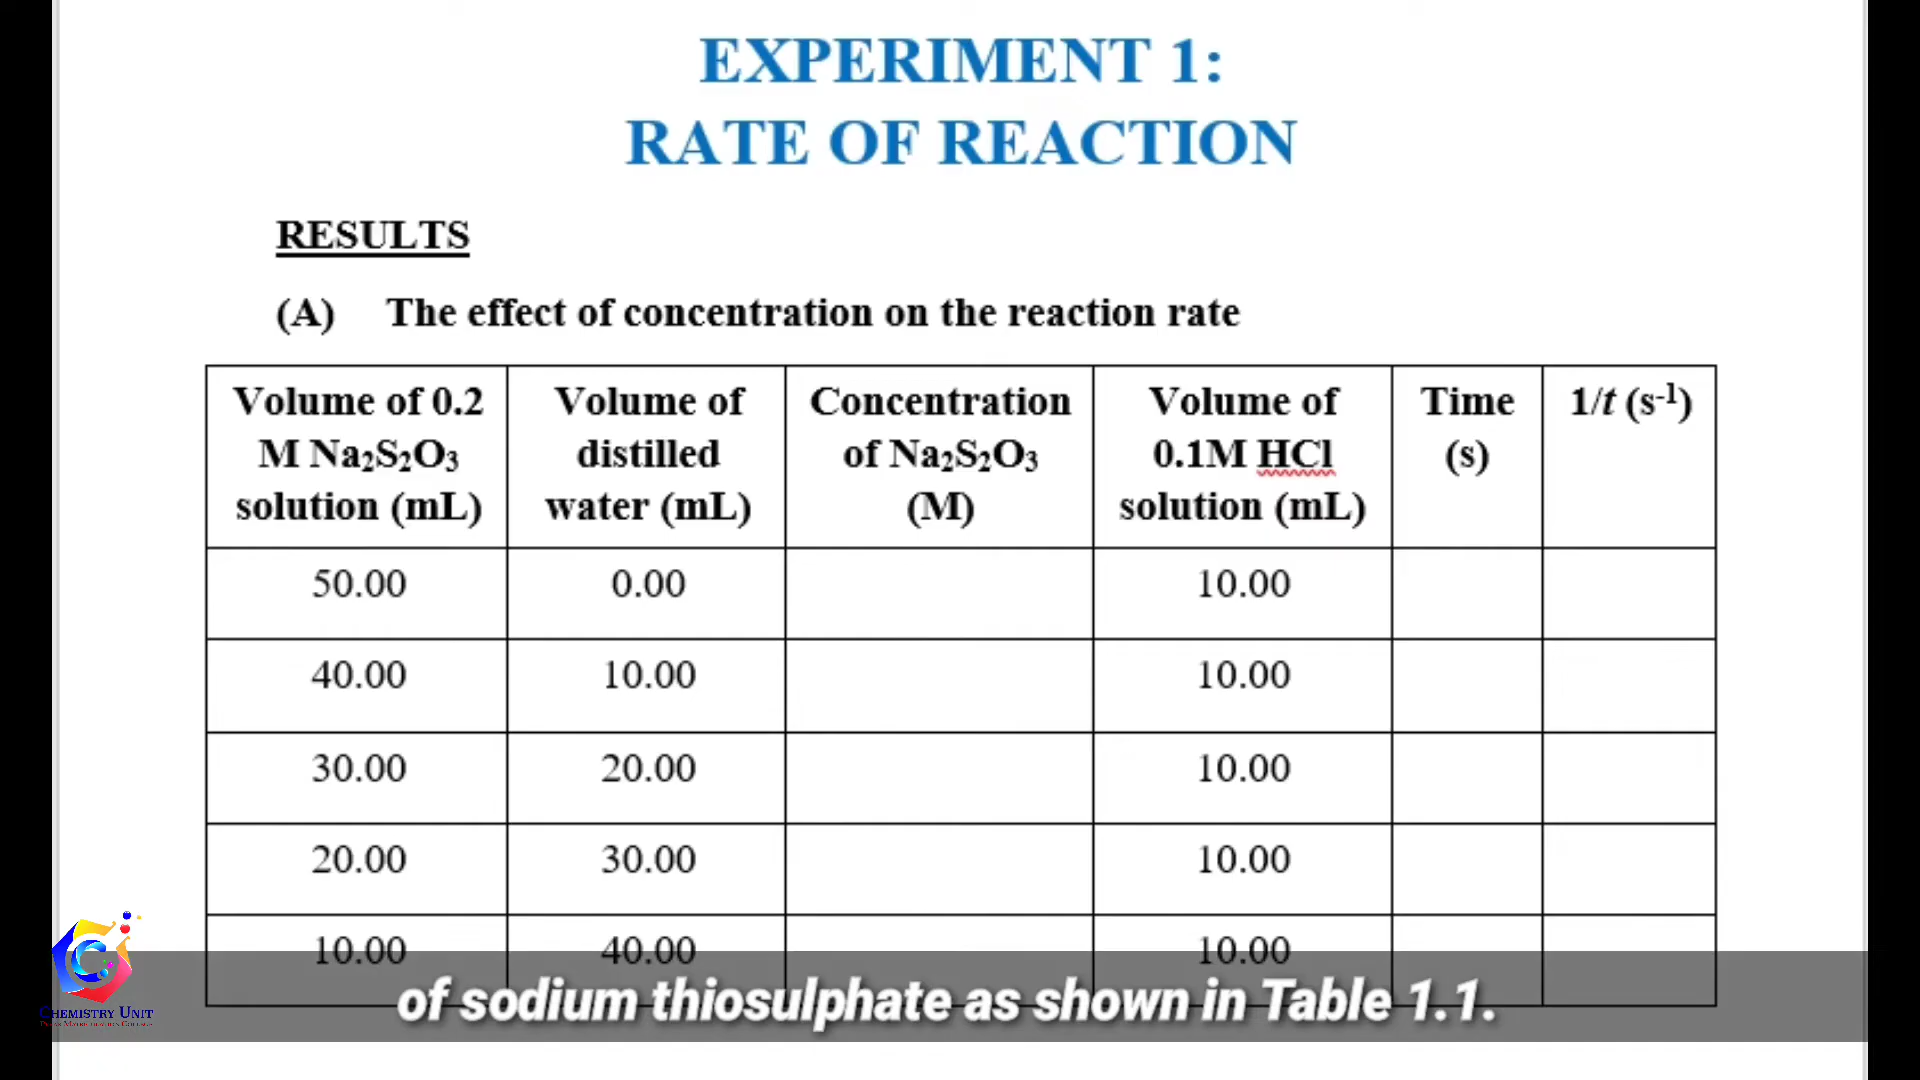 EXPERIMENT 1:
RATE OF REACTION
RESULTS
(A) The effect of concentration on the reaction rate
Volume of 0.2 M Na₂S₂O₃ solution (mL) Volume of distilled water (mL) Concentration of Na₂S₂O₃ (M) Volume of 0.1M HCl solution (mL) Time (s) 1/t (s⁻¹)
50.00 0.00 10.00
40.00 10.00 10.00
30.00 20.00 10.00
20.00 30.00 10.00
10.00 40.00 10.00
of sodium thiosulphate as shown in Table 1.1.
CHEMISTRY UNIT